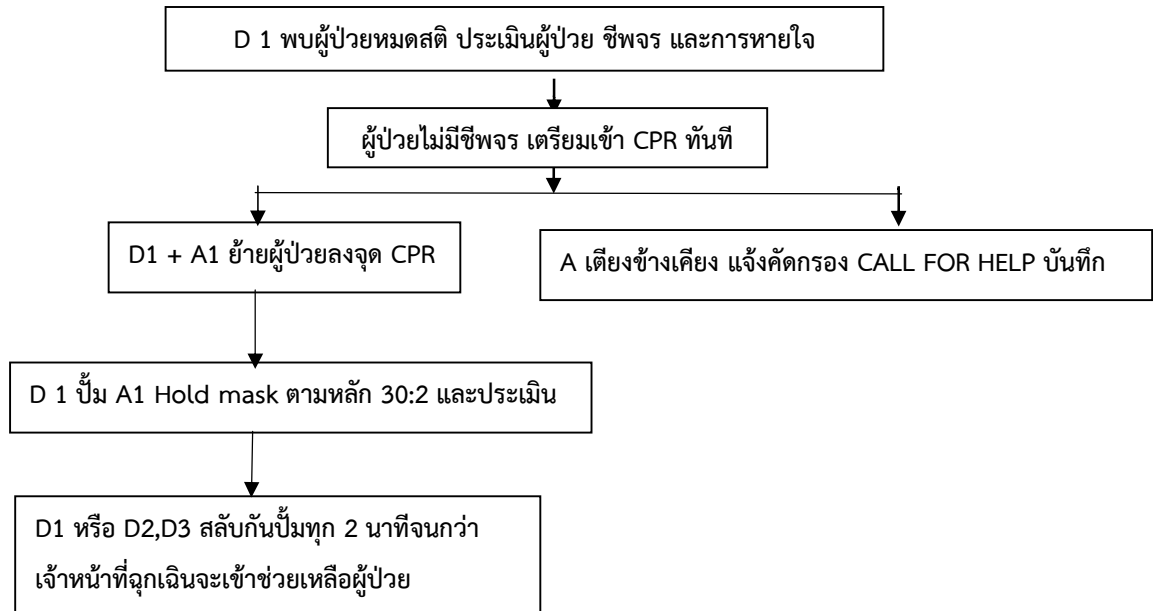 D 1 พบผู้ป่วยหมดสติ ประเมินผู้ป่วย ชีพจร และการหายใจ
ผู้ป่วยไม่มีชีพจร เตรียมเข้า CPR ทันที
D1 + A1 ย้ายผู้ป่วยลงจุด CPR
A เตียงข้างเคียง แจ้งคัดกรอง CALL FOR HELP บันทึก
D 1 ปั้ม A1 Hold mask ตามหลัก 30:2 และประเมิน
D1 หรือ D2,D3 สลับกันปั้มทุก 2 นาทีจนกว่า
เจ้าหน้าที่ฉุกเฉินจะเข้าช่วยเหลือผู้ป่วย